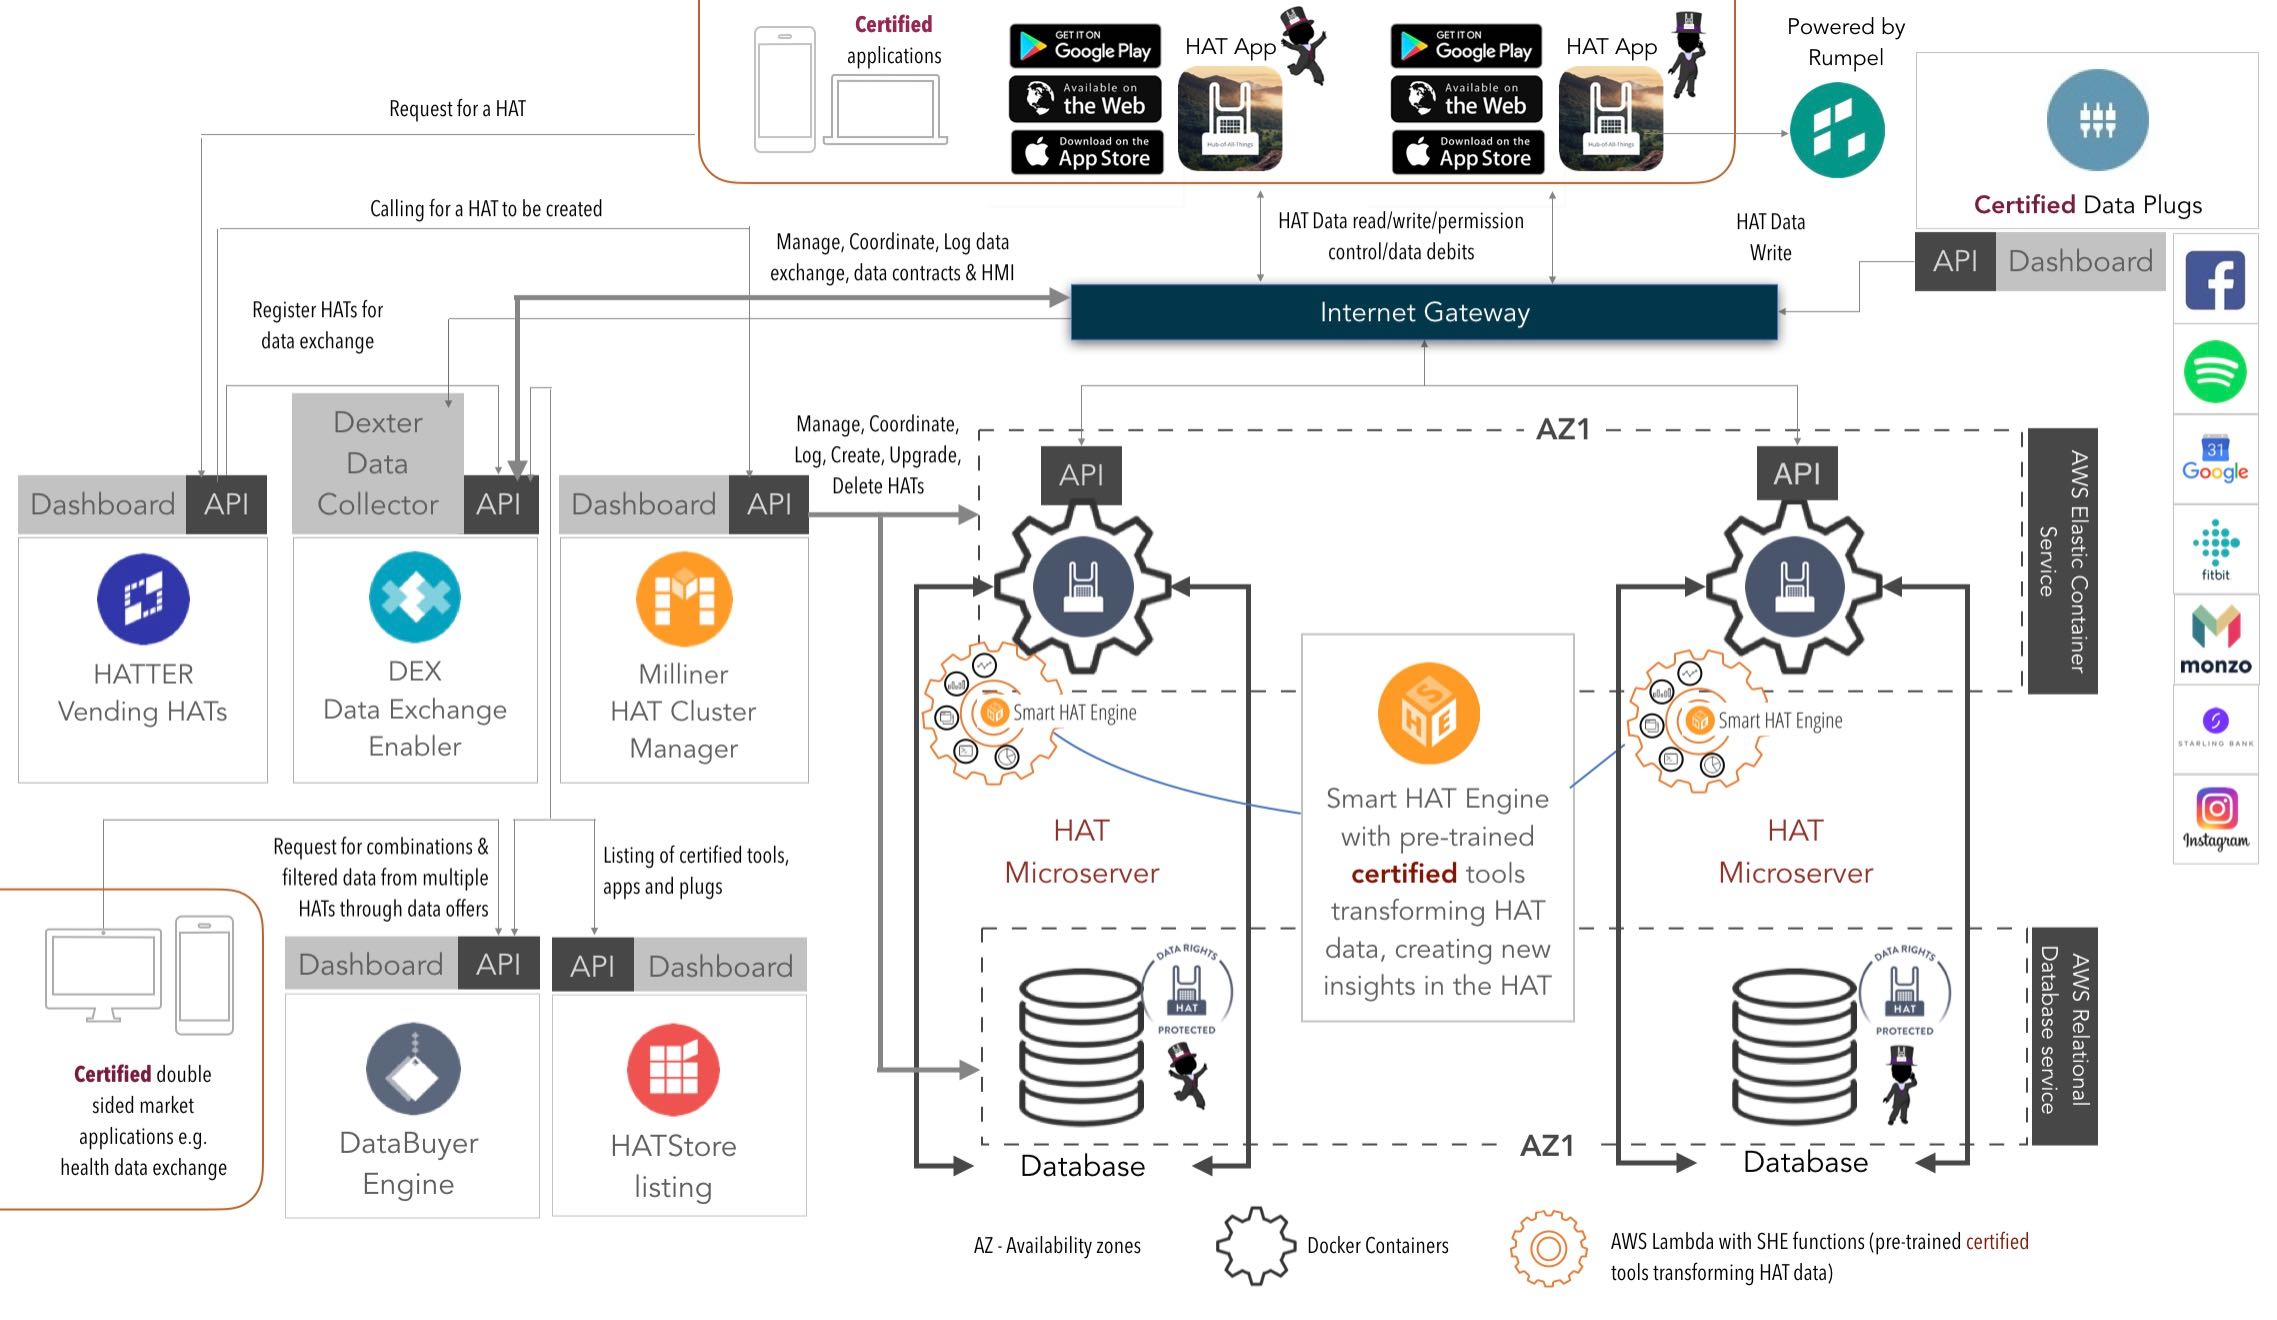 Certified
applications
GET IT ON
Google Play
Available on
the Web
Download on the
App Store
HAT App
Hub-of-All-Things
GET IT ON
Google Play
Available on
the Web
Download on the
App Store
HAT App
Hub-of-All-Things
Powered by
Rumpel
Certified Data Plugs
API Dashboard
Request for a HAT
Calling for a HAT to be created
Manage, Coordinate, Log data
exchange, data contracts & HMI
HAT Data read/write/permission
control/data debits
HAT Data
Write
Register HATs for
data exchange
Internet Gateway
Manage, Coordinate,
Log, Create, Upgrade,
Delete HATs
Dashboard API
HATTER
Vending HATs
Dexter
Data
Collector
API
DEX
Data Exchange
Enabler
Dashboard API
Milliner
HAT Cluster
Manager
AZ1
API
API
AWS Elastic Container
Service
31
Google
fitbit
monzo
STARLING BANK
Instagram
Smart HAT Engine
Smart HAT Engine
S
H
E
Smart HAT Engine
with pre-trained
certified tools
transforming HAT
data, creating new
insights in the HAT
HAT
Microserver
HAT
Microserver
Request for combinations &
filtered data from multiple
HATs through data offers
Listing of certified tools,
apps and plugs
Certified double
sided market
applications e.g.
health data exchange
Dashboard API
DataBuyer
Engine
API Dashboard
HATStore
listing
DATA RIGHTS
HAT
PROTECTED
DATA RIGHTS
HAT
PROTECTED
AWS Relational
Database service
AZ1
Database
Database
AZ - Availability zones
Docker Containers
AWS Lambda with SHE functions (pre-trained certified
tools transforming HAT data)